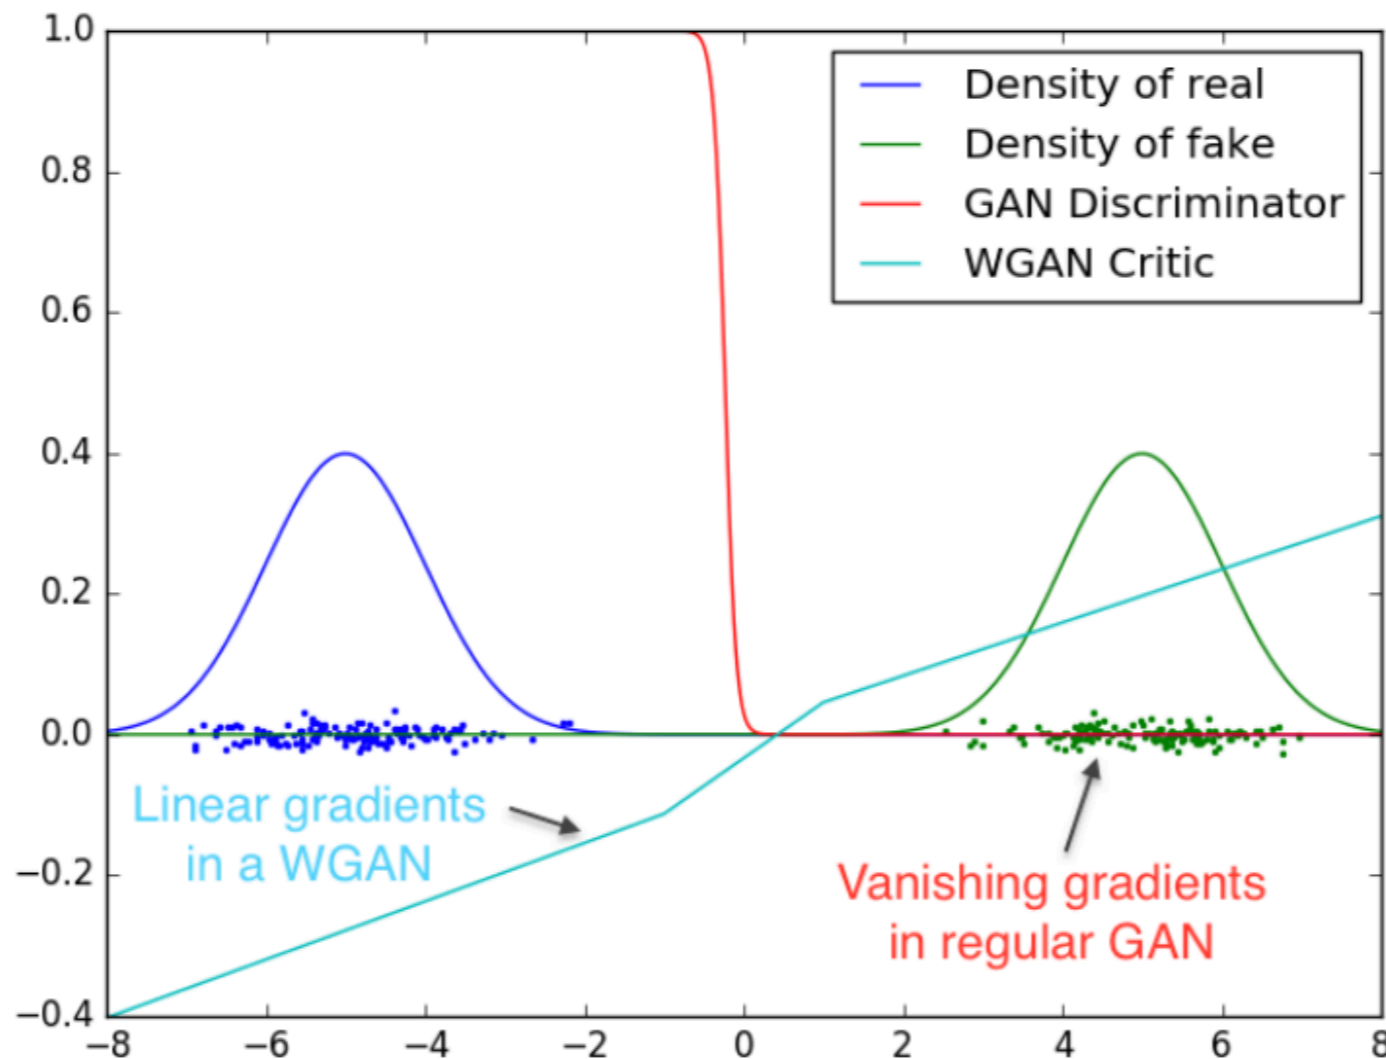 1.0
0.8
0.6
0.4
0.2
0.0
−0.2
−0.4
Density of real
Density of fake
GAN Discriminator
WGAN Critic
Linear gradients
in a WGAN
Vanishing gradients
in regular GAN
−8 −6 −4 −2 0 2 4 6 8